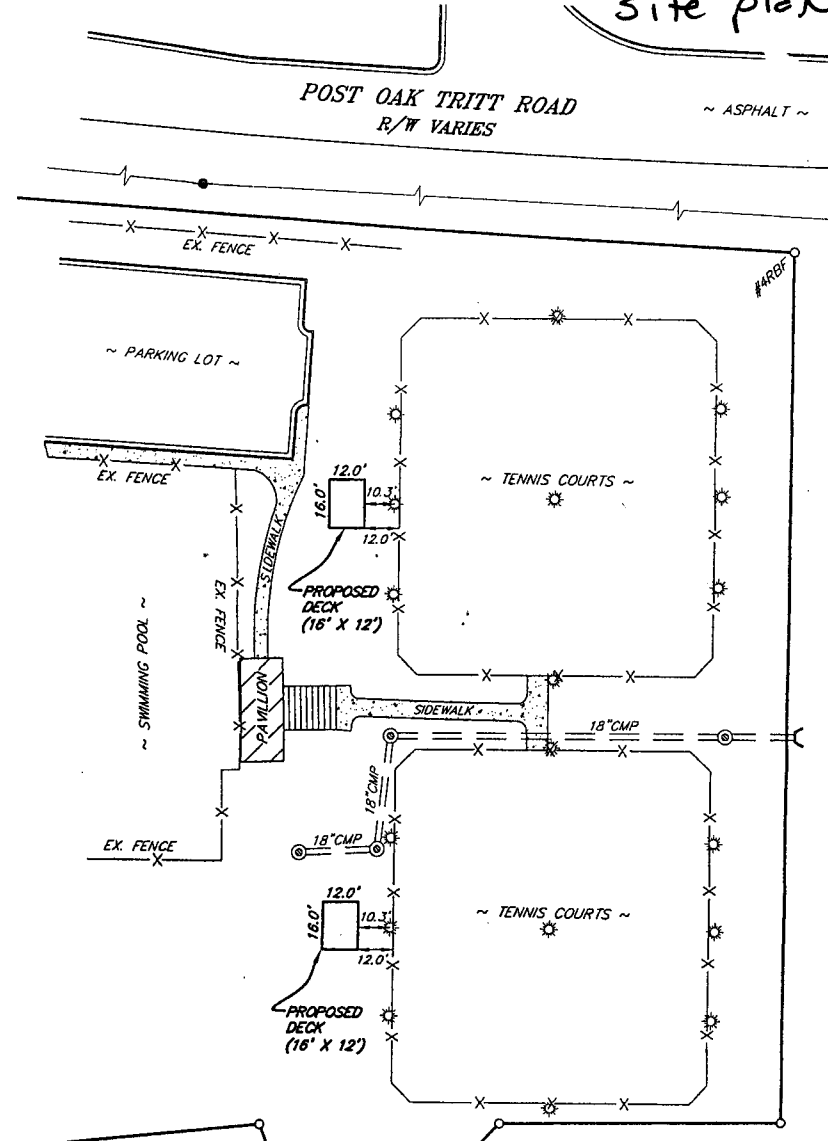 site plan
POST OAK TRITT ROAD
R/W VARIES
~ ASPHALT ~
EX. FENCE
#4RBF
~ PARKING LOT ~
EX. FENCE
~ TENNIS COURTS ~
12.0'
16.0'
10.3'
12.0'
SIDEWALK
EX. FENCE
PROPOSED
DECK
(16' X 12')
~ SWIMMING POOL ~
PAVILLION
SIDEWALK
18"CMP
18"CMP
18"CMP
EX. FENCE
12.0'
16.0'
10.3'
12.0'
~ TENNIS COURTS ~
PROPOSED
DECK
(16' X 12')